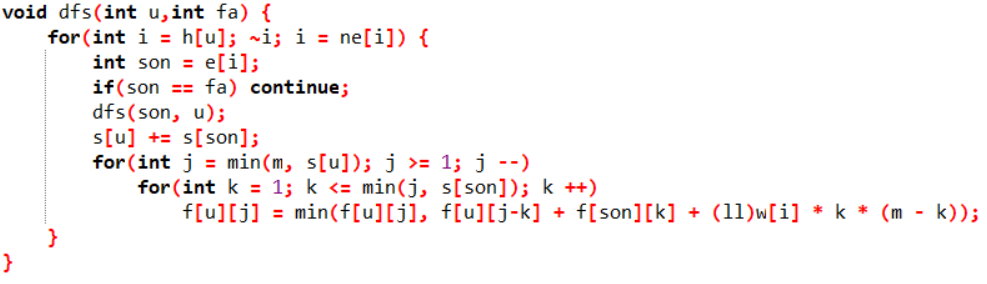 void dfs(int u,int fa) {
    for(int i = h[u]; ~i; i = ne[i]) {
        int son = e[i];
        if(son == fa) continue;
        dfs(son, u);
        s[u] += s[son];
        for(int j = min(m, s[u]); j >= 1; j --)
            for(int k = 1; k <= min(j, s[son]); k ++)
                f[u][j] = min(f[u][j], f[u][j-k] + f[son][k] + (ll)w[i] * k * (m - k));
    }
}